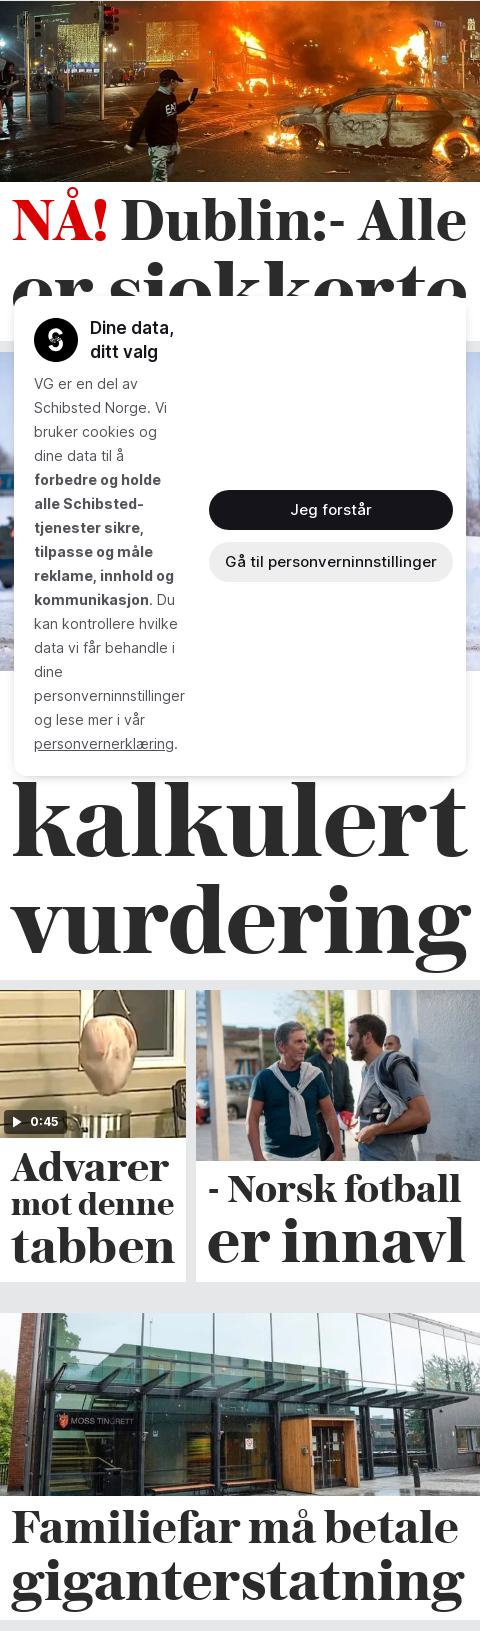 NÅ! Dublin:- Alle
er sjokkerte
Dine data,
ditt valg
VG er en del av
Schibsted Norge. Vi
bruker cookies og
dine data til å
forbedre og holde
alle Schibsted-
tjenester sikre,
tilpasse og måle
reklame, innhold og
kommunikasjon. Du
kan kontrollere hvilke
data vi får behandle i
dine
personverninnstillinger
og lese mer i vår
personvernerklæring.
Jeg forstår
Gå til personverninnstillinger
kalkulert
vurdering
0:45
Advarer
mot denne
tabben
- Norsk fotball
er innavl
MOSS TINGRETT
Familiefar må betale
giganterstatning